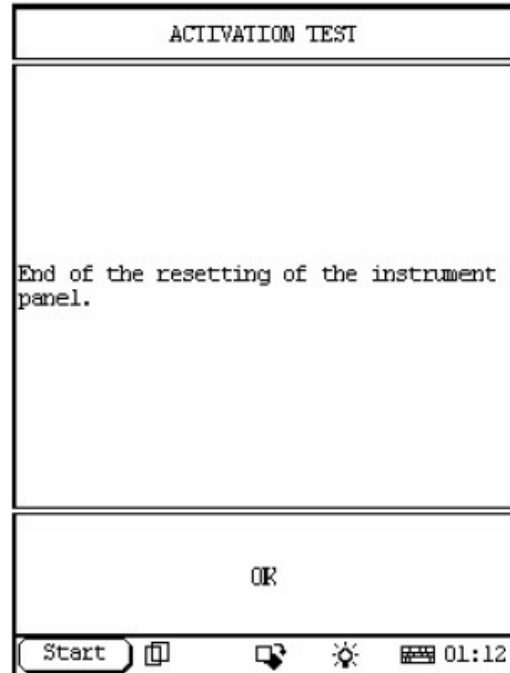 ACTIVATION TEST
End of the resetting of the instrument
panel.
OK
Start 01:12